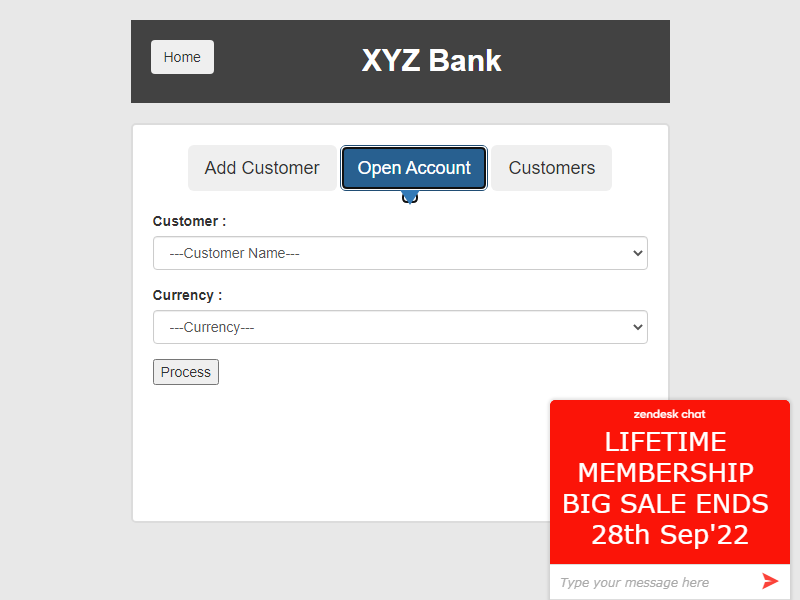 Home
XYZ Bank
Add Customer
Open Account
Customers
Customer :
---Customer Name---
Currency :
---Currency---
Process
zendesk chat
LIFETIME
MEMBERSHIP
BIG SALE ENDS
28th Sep'22
Type your message here